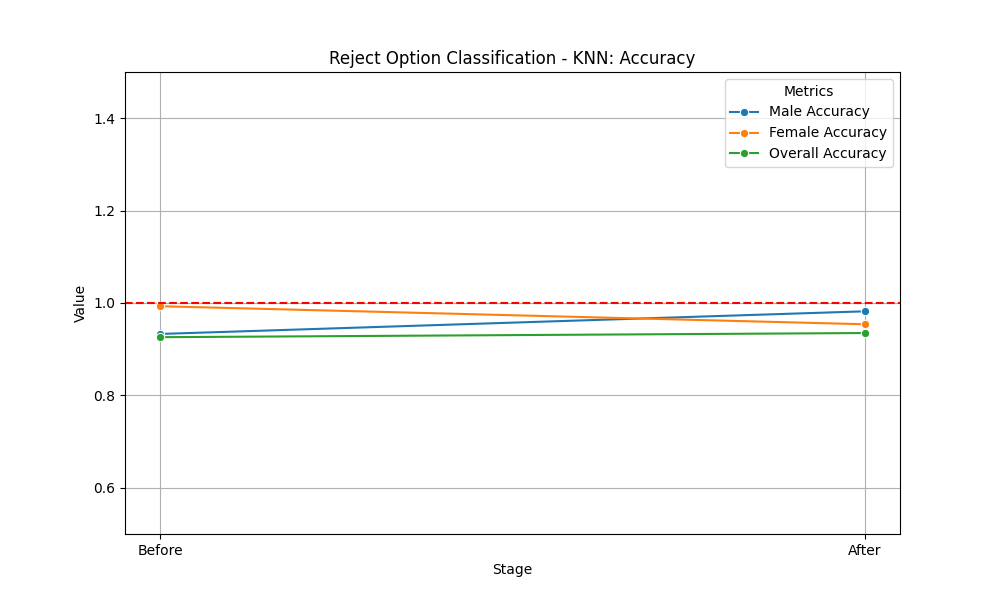 Reject Option Classification - KNN: Accuracy
Metrics
Male Accuracy
Female Accuracy
Overall Accuracy
1.4
1.2
1.0
0.8
0.6
Value
Before
After
Stage